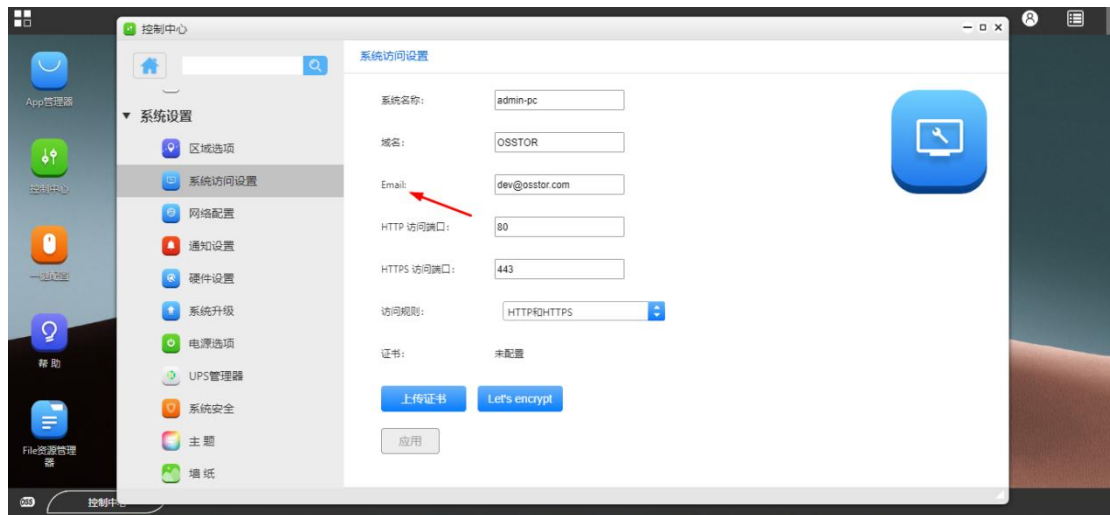 控制中心
App管理器
控制中心
帮 助
File资源管理
器
系统设置
区域选项
系统访问设置
网络配置
通知设置
硬件设置
系统升级
电源选项
UPS管理器
系统安全
主 题
墙 纸
系统访问设置
系统名称:
admin-pc
域名:
OSSTOR
Email:
dev@osstor.com
HTTP 访问端口:
80
HTTPS 访问端口:
443
访问规则:
HTTP和HTTPS
证书:
未配置
上传证书
Let's encrypt
应用
OSS
控制中心